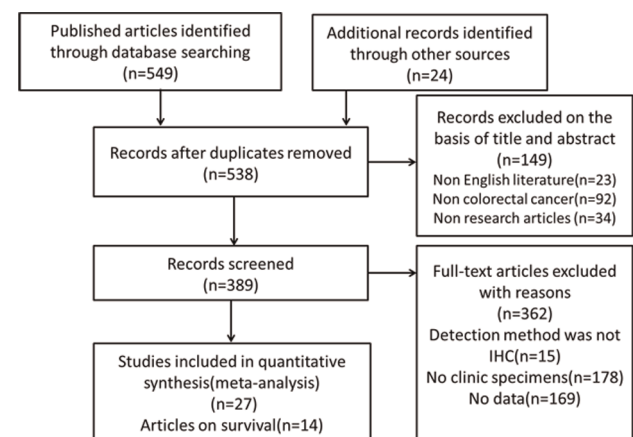 Published articles identified
through database searching
(n=549)
Additional records identified
through other sources
(n=24)
Records after duplicates removed
(n=538)
Records excluded on the
basis of title and abstract
(n=149)
Non English literature(n=23)
Non colorectal cancer(n=92)
Non research articles (n=34)
Records screened
(n=389)
Full-text articles excluded
with reasons
(n=362)
Detection method was not
IHC(n=15)
No clinic specimens(n=178)
No data(n=169)
Studies included in quantitative
synthesis(meta-analysis)
(n=27)
Articles on survival(n=14)